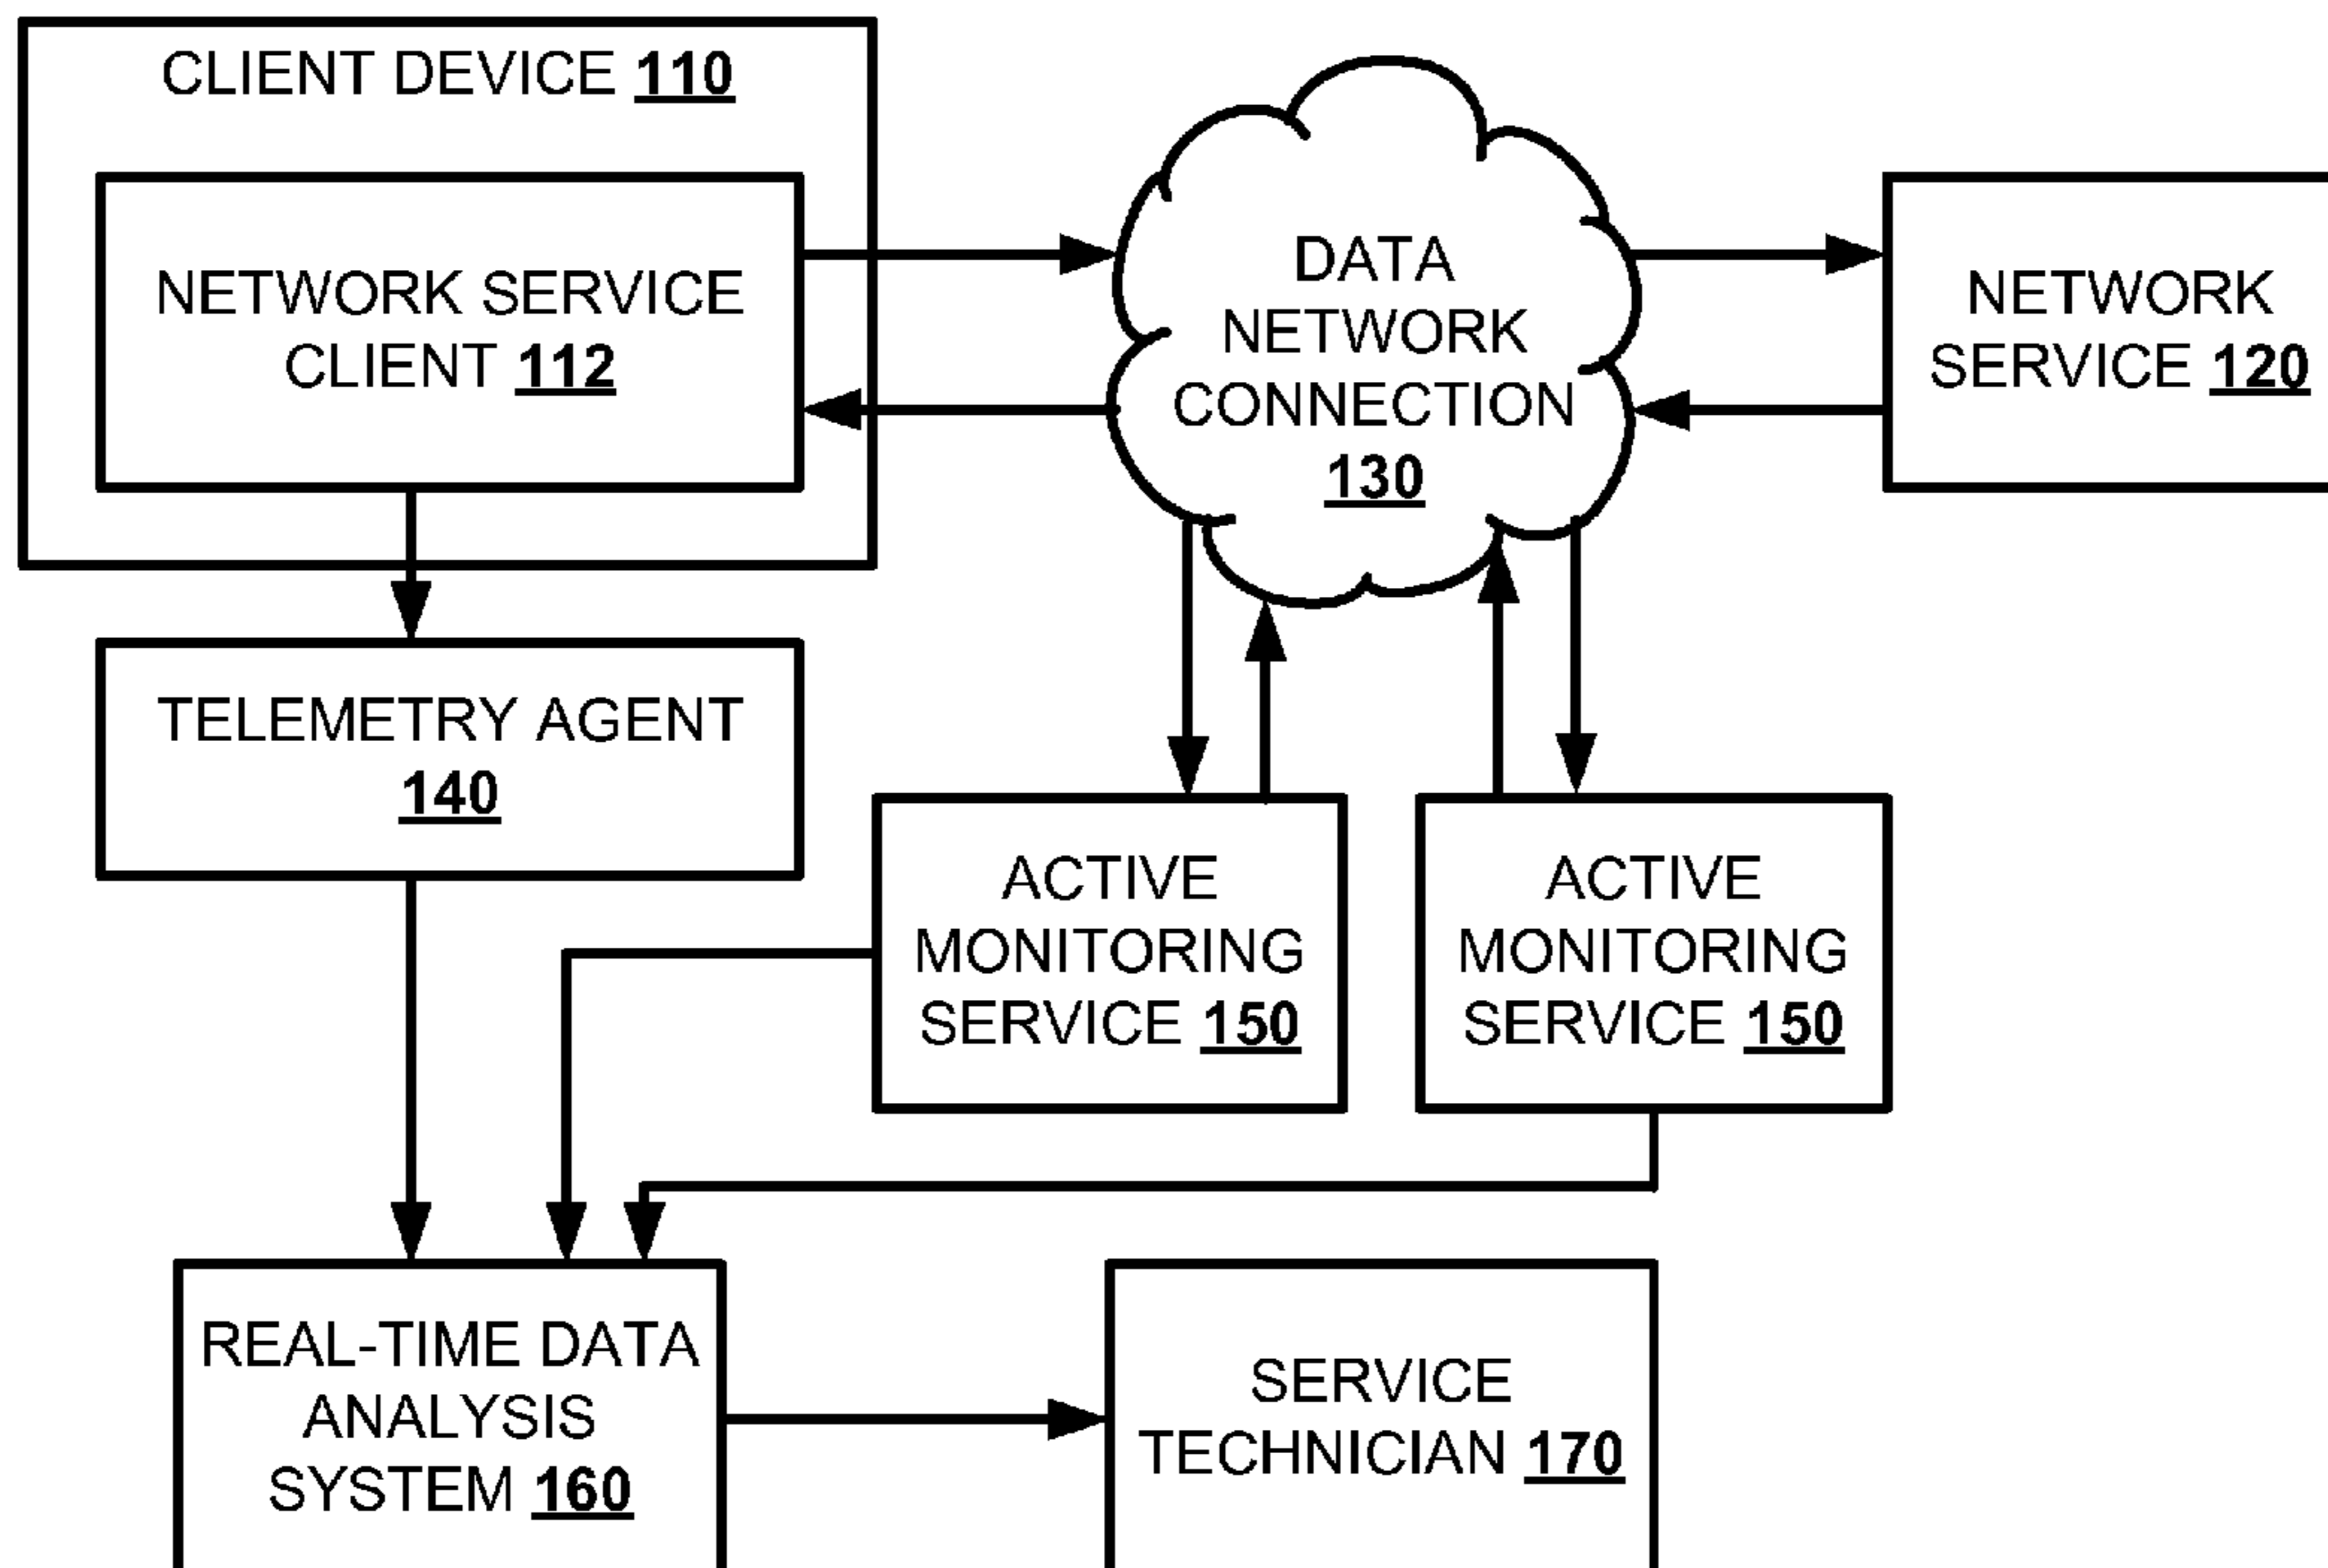 CLIENT DEVICE 110
NETWORK SERVICE
CLIENT 112
DATA
NETWORK
CONNECTION
130
NETWORK
SERVICE 120
TELEMETRY AGENT
140
ACTIVE
MONITORING
SERVICE 150
ACTIVE
MONITORING
SERVICE 150
REAL-TIME DATA
ANALYSIS
SYSTEM 160
SERVICE
TECHNICIAN 170